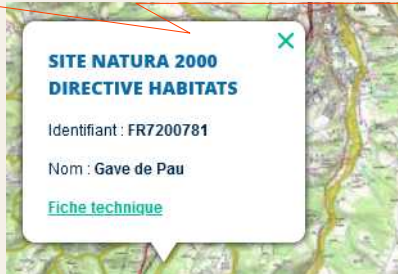 SITE NATURA 2000
DIRECTIVE HABITATS
Identifiant : FR7200781
Nom : Gave de Pau
Fiche technique